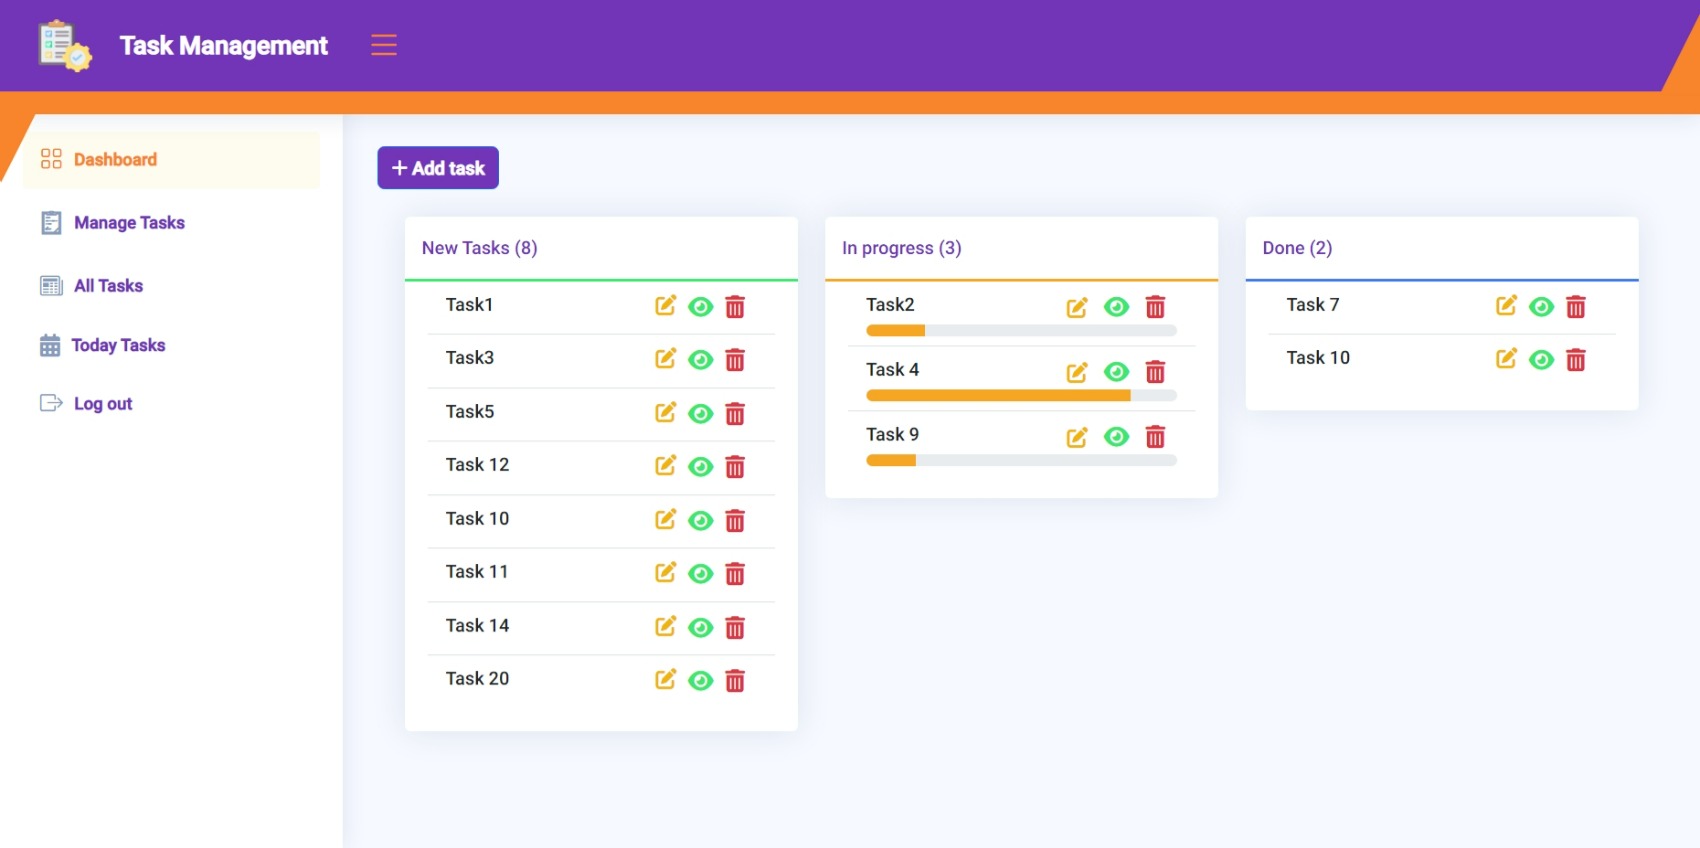 Task Management
Dashboard
Manage Tasks
All Tasks
Today Tasks
Log out
+ Add task
New Tasks (8)
Task1
Task3
Task5
Task 12
Task 10
Task 11
Task 14
Task 20
In progress (3)
Task2
Task 4
Task 9
Done (2)
Task 7
Task 10